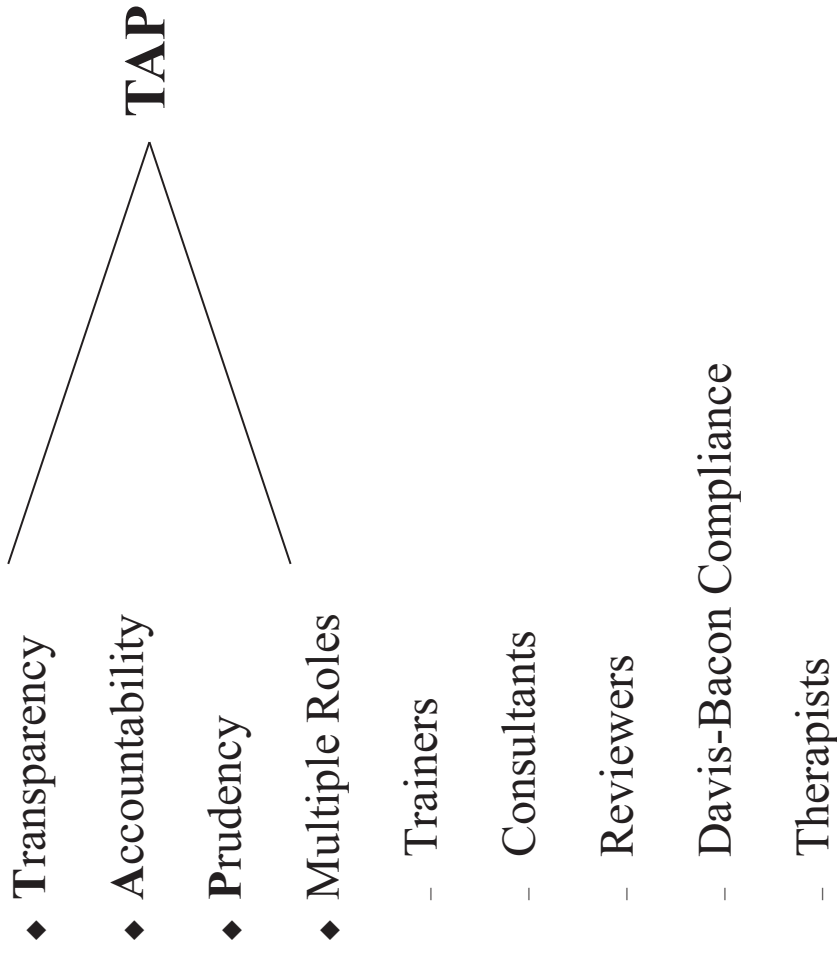 ◆ Transparency
◆ Accountability
◆ Prudency
◆ Multiple Roles
– Trainers
– Consultants
– Reviewers
– Davis-Bacon Compliance
– Therapists
TAP